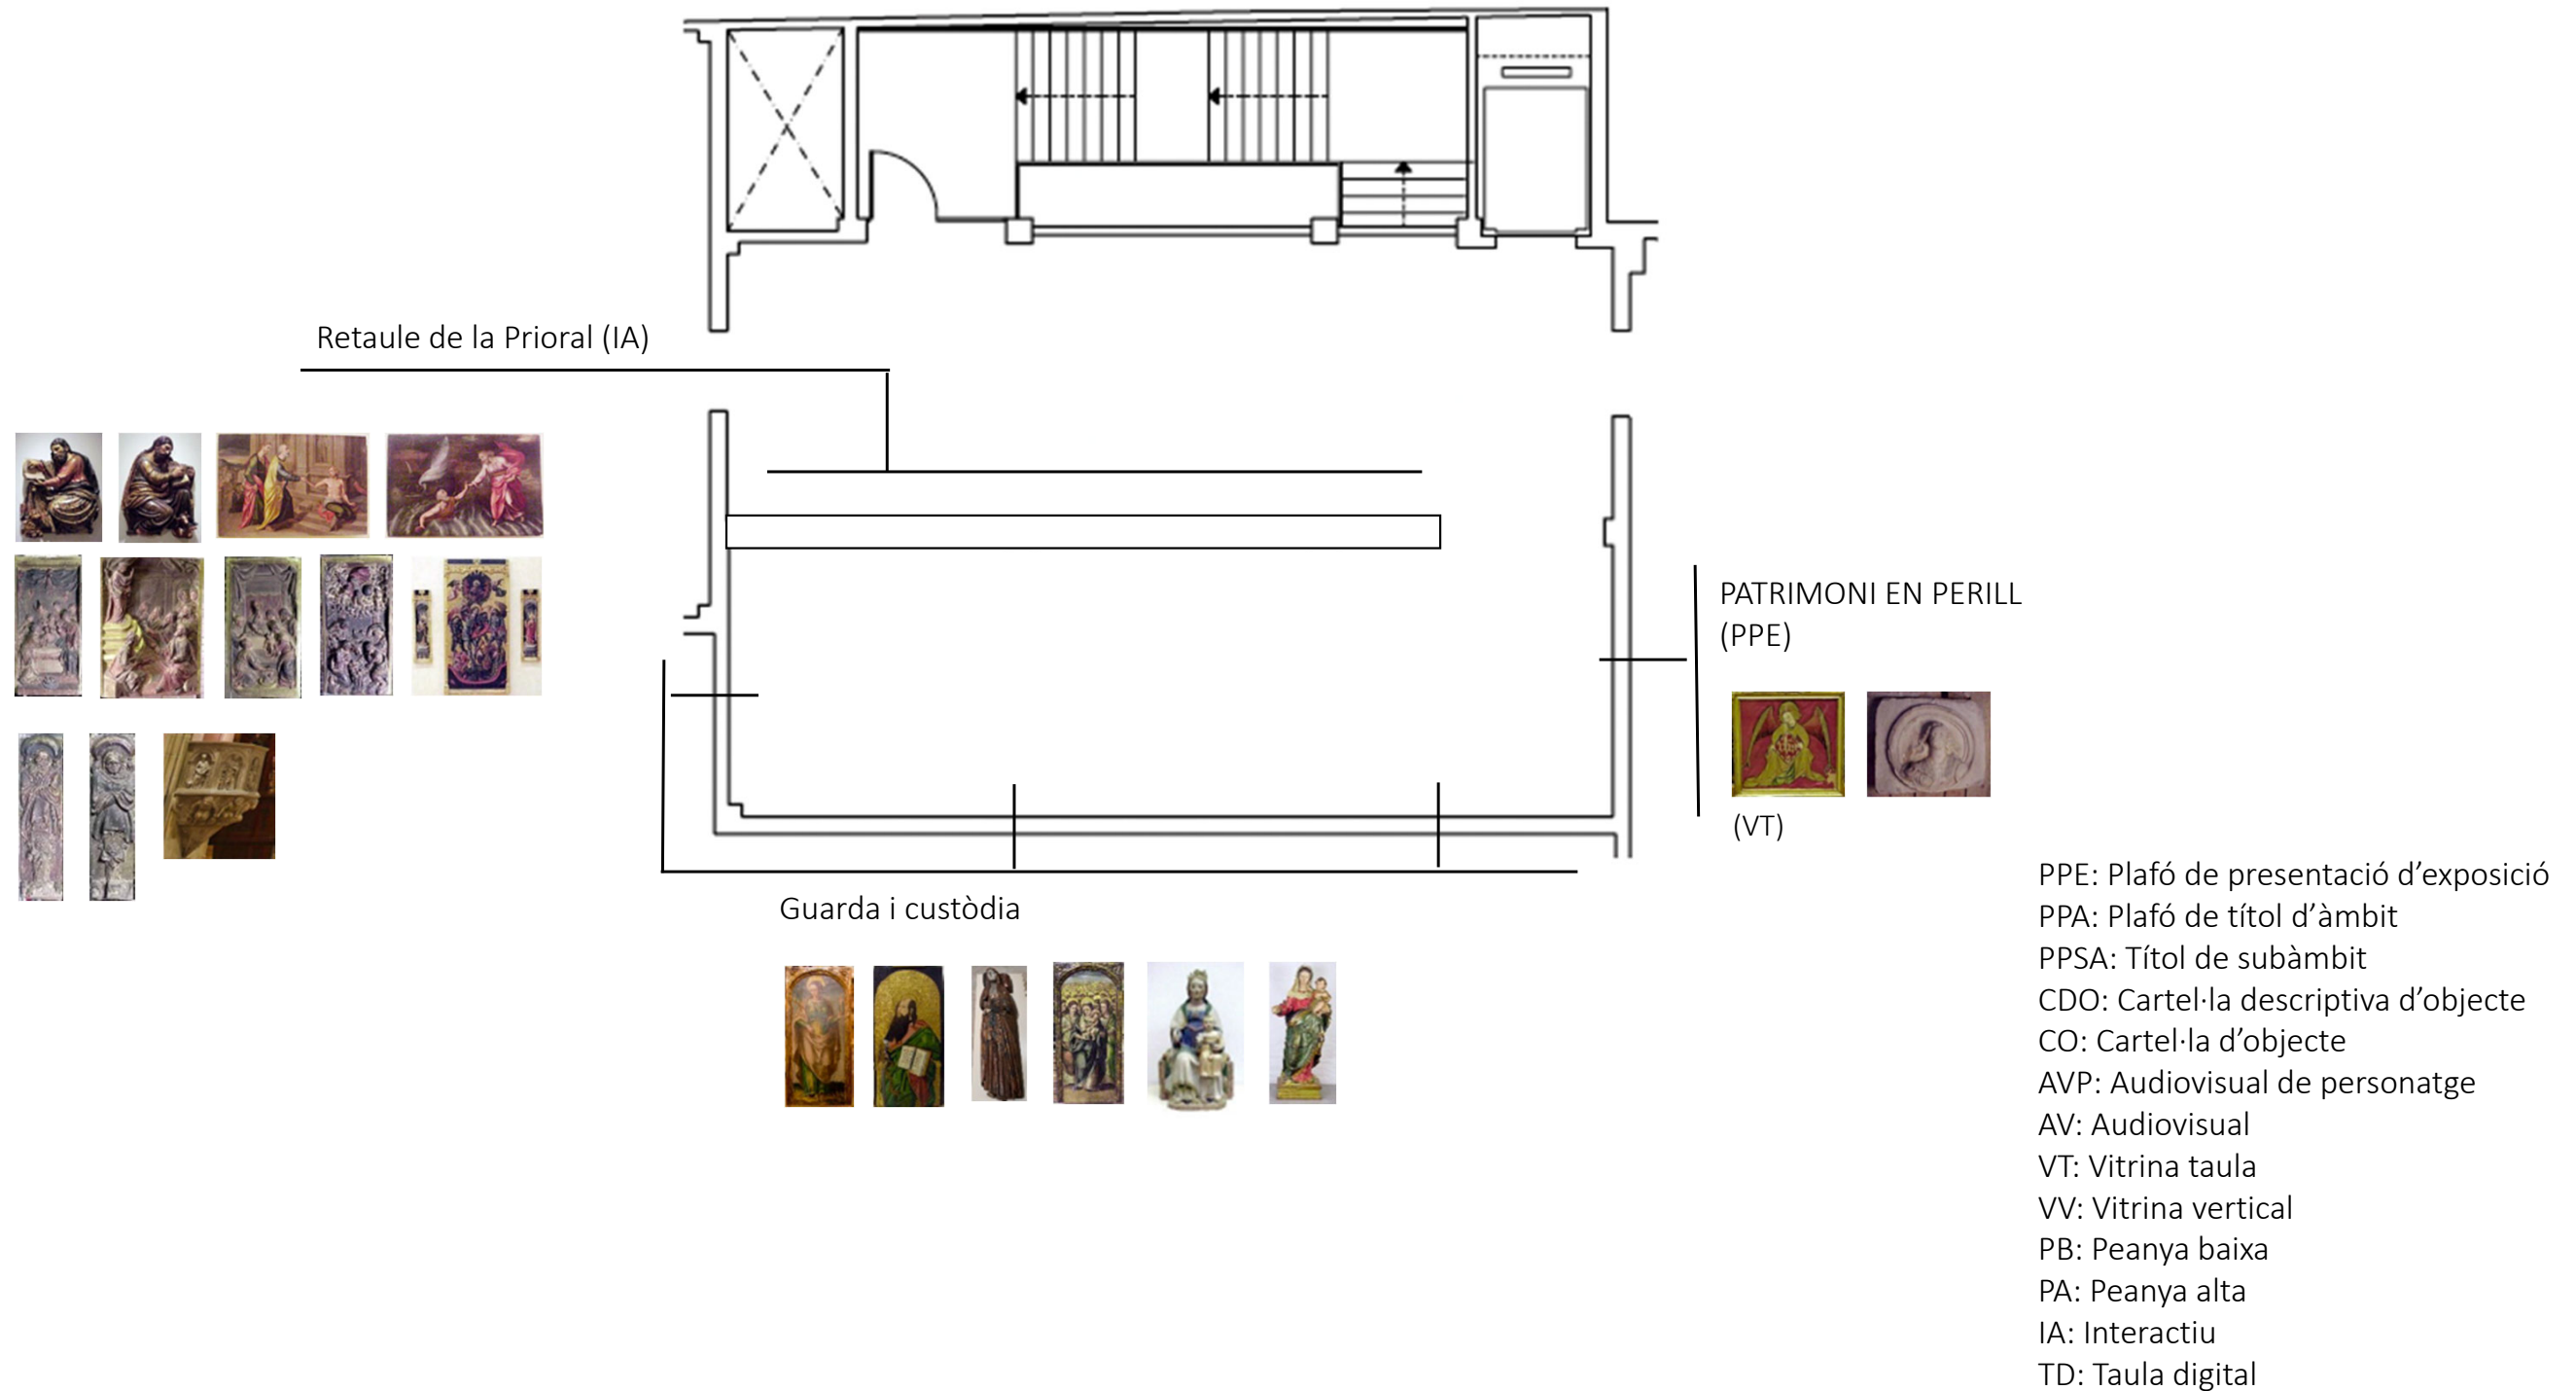 Retaule de la Prioral (IA)
PATRIMONI EN PERILL
(PPE)
(VT)
Guarda i custòdia
PPE: Plafó de presentació d’exposició
PPA: Plafó de títol d’àmbit
PPSA: Títol de subàmbit
CDO: Cartel·la descriptiva d’objecte
CO: Cartel·la d’objecte
AVP: Audiovisual de personatge
AV: Audiovisual
VT: Vitrina taula
VV: Vitrina vertical
PB: Peanya baixa
PA: Peanya alta
IA: Interactiu
TD: Taula digital